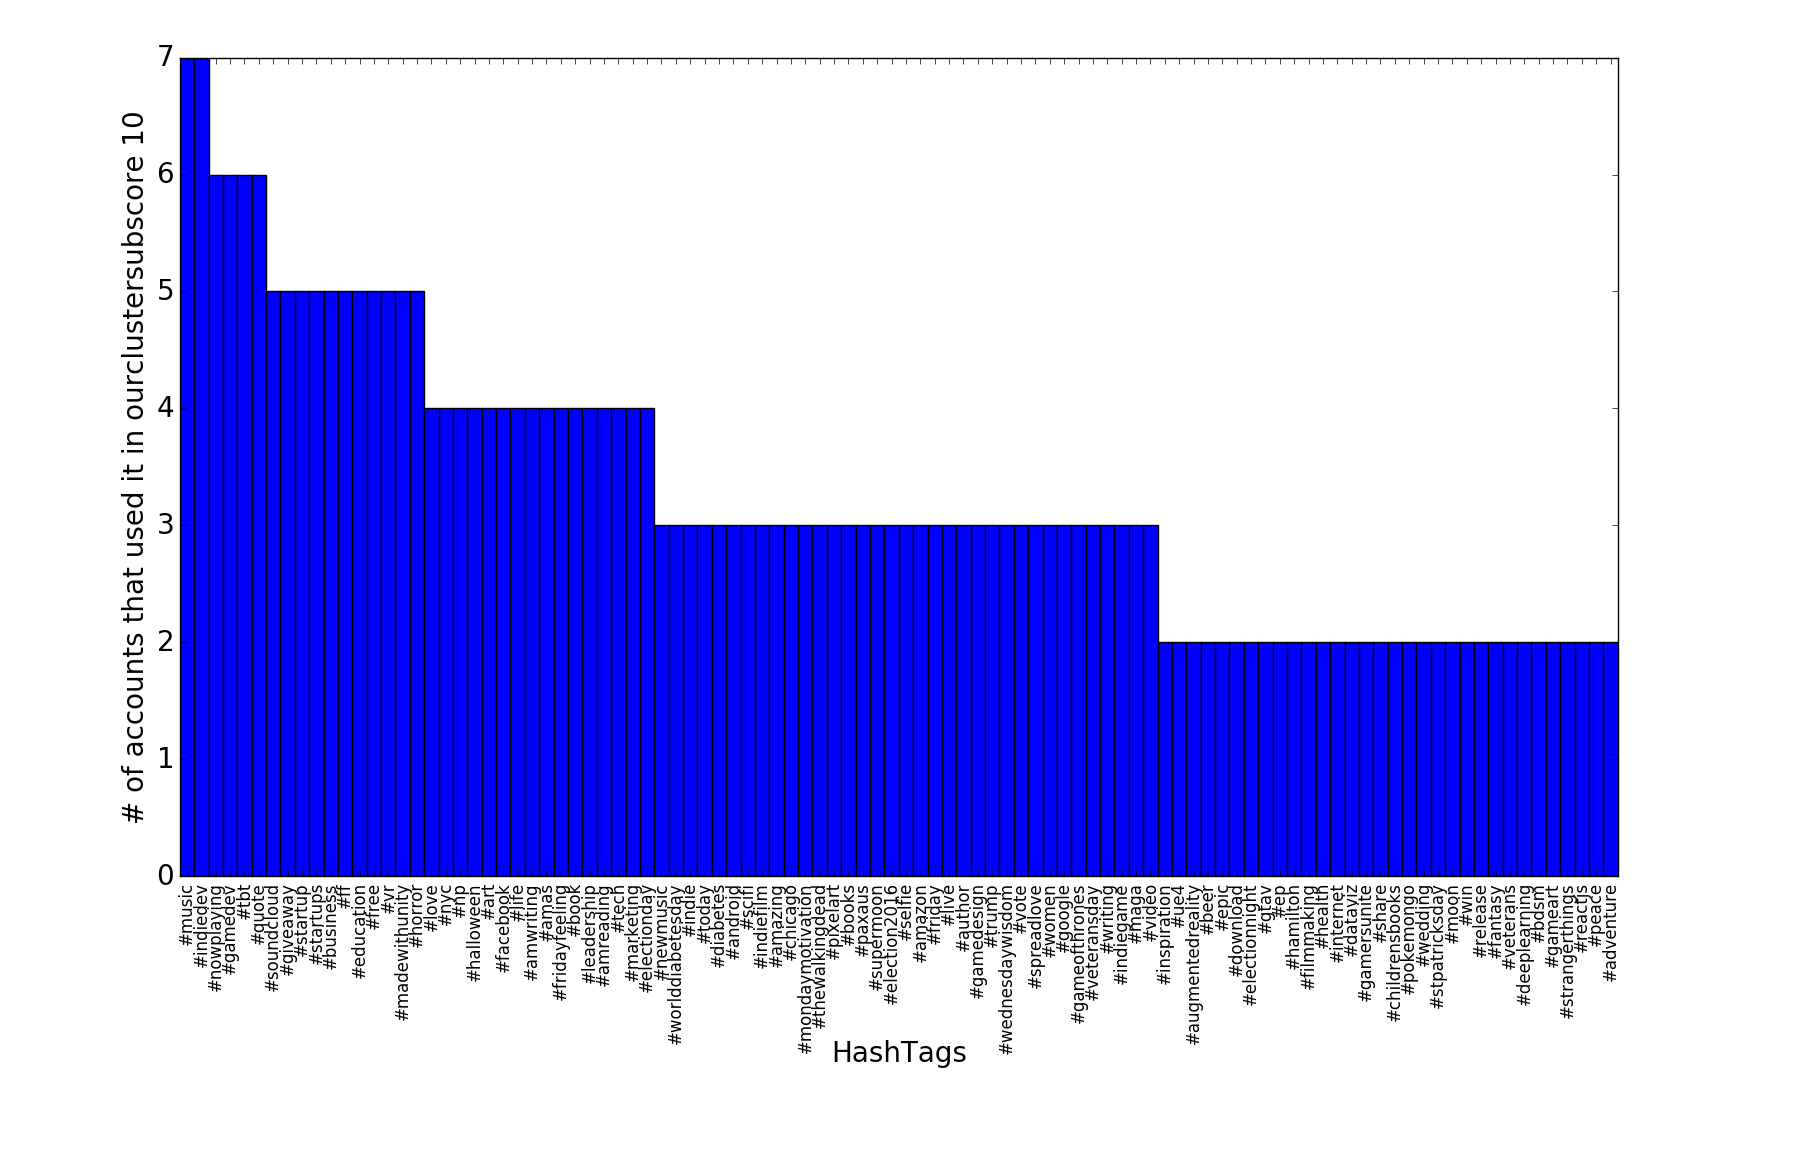 # of accounts that used it in ourclustersubscore 10
7
6
5
4
3
2
1
0
#music
#indiedev
#nowplaying
#gamedev
#tbt
#quote
#soundcloud
#giveaway
#startup
#startups
#business
#ff
#education
#free
#vr
#madewithunity
#horror
#love
#nyc
#np
#halloween
#art
#facebook
#life
#amwriting
#amas
#fridayfeeling
#book
#leadership
#amreading
#tech
#marketing
#electionday
#newmusic
#worlddiabetesday
#indie
#today
#diabetes
#android
#scifi
#indiefilm
#amazing
#chicago
#mondaymotivation
#thewalkingdead
#pixelart
#books
#paxaus
#supermoon
#election2016
#selfie
#amazon
#friday
#live
#author
#gamedesign
#trump
#wednesdaywisdom
#vote
#spreadlove
#women
#google
#gameofthrones
#veteransday
#writing
#indiegame
#maga
#video
#inspiration
#ue4
#augmentedreality
#beer
#epic
#download
#electionnight
#gtav
#ep
#hamilton
#filmmaking
#health
#internet
#dataviz
#gamersunite
#share
#childrensbooks
#pokemongo
#wedding
#stpatricksday
#moon
#win
#release
#fantasy
#veterans
#deeplearning
#bdsm
#gameart
#strangerthings
#reactjs
#peace
#adventure
HashTags